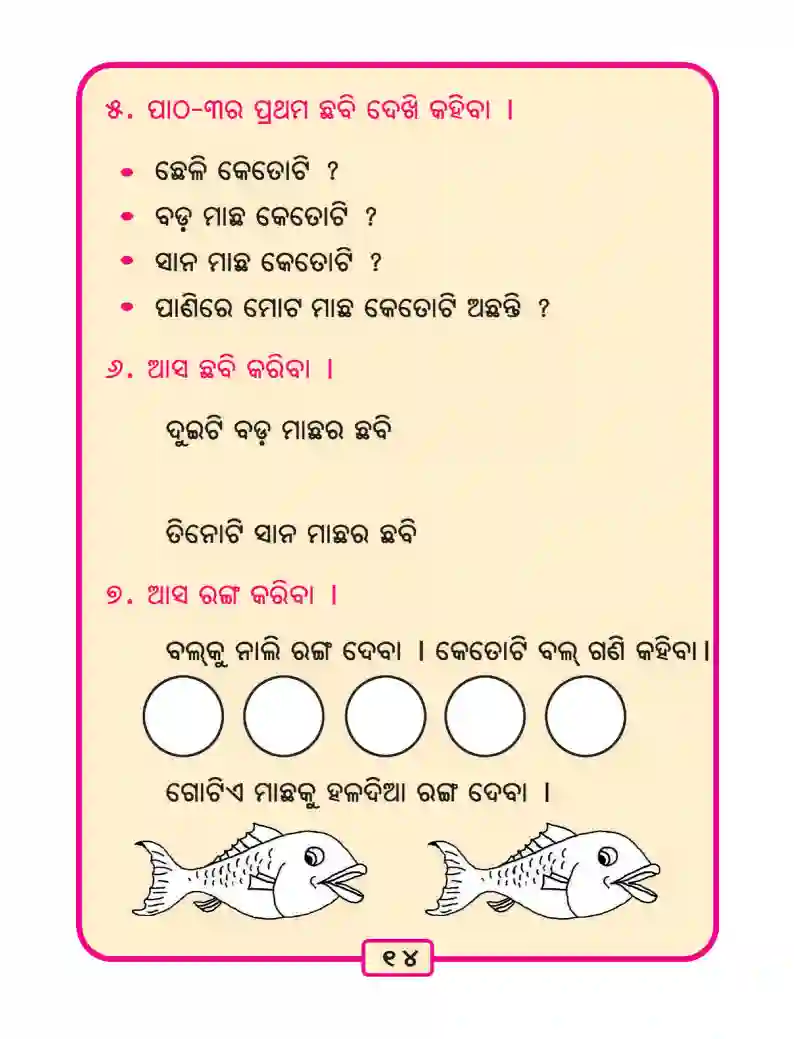 ୫. ପାଠ-୩ର ପ୍ରଥମ ଛବି ଦେଖି କହିବା ।
• ଛେଳି କେତୋଟି ?
• ବଡ଼ ମାଛ କେତୋଟି ?
• ସାନ ମାଛ କେତୋଟି ?
• ପାଣିରେ ମୋଟ ମାଛ କେତୋଟି ଅଛନ୍ତି ?
୬. ଆସ ଛବି କରିବା ।
ଦୁଇଟି ବଡ଼ ମାଛର ଛବି
ତିନୋଟି ସାନ ମାଛର ଛବି
୭. ଆସ ରଙ୍ଗ କରିବା ।
ବଲ୍‌କୁ ନାଲି ରଙ୍ଗ ଦେବା । କେତୋଟି ବଲ୍ ଗଣି କହିବା।
ଗୋଟିଏ ମାଛକୁ ହଳଦିଆ ରଙ୍ଗ ଦେବା ।
୧୪